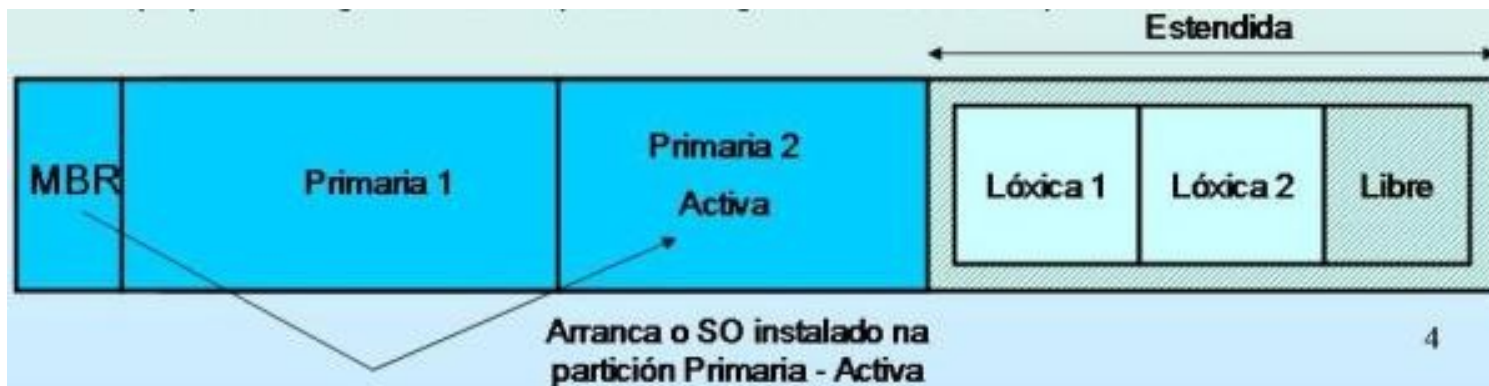 Estendida
MBR
Primaria 1
Primaria 2
Activa
Lóxica 1
Lóxica 2
Libre
Arranca o SO instalado na
partición Primaria - Activa
4